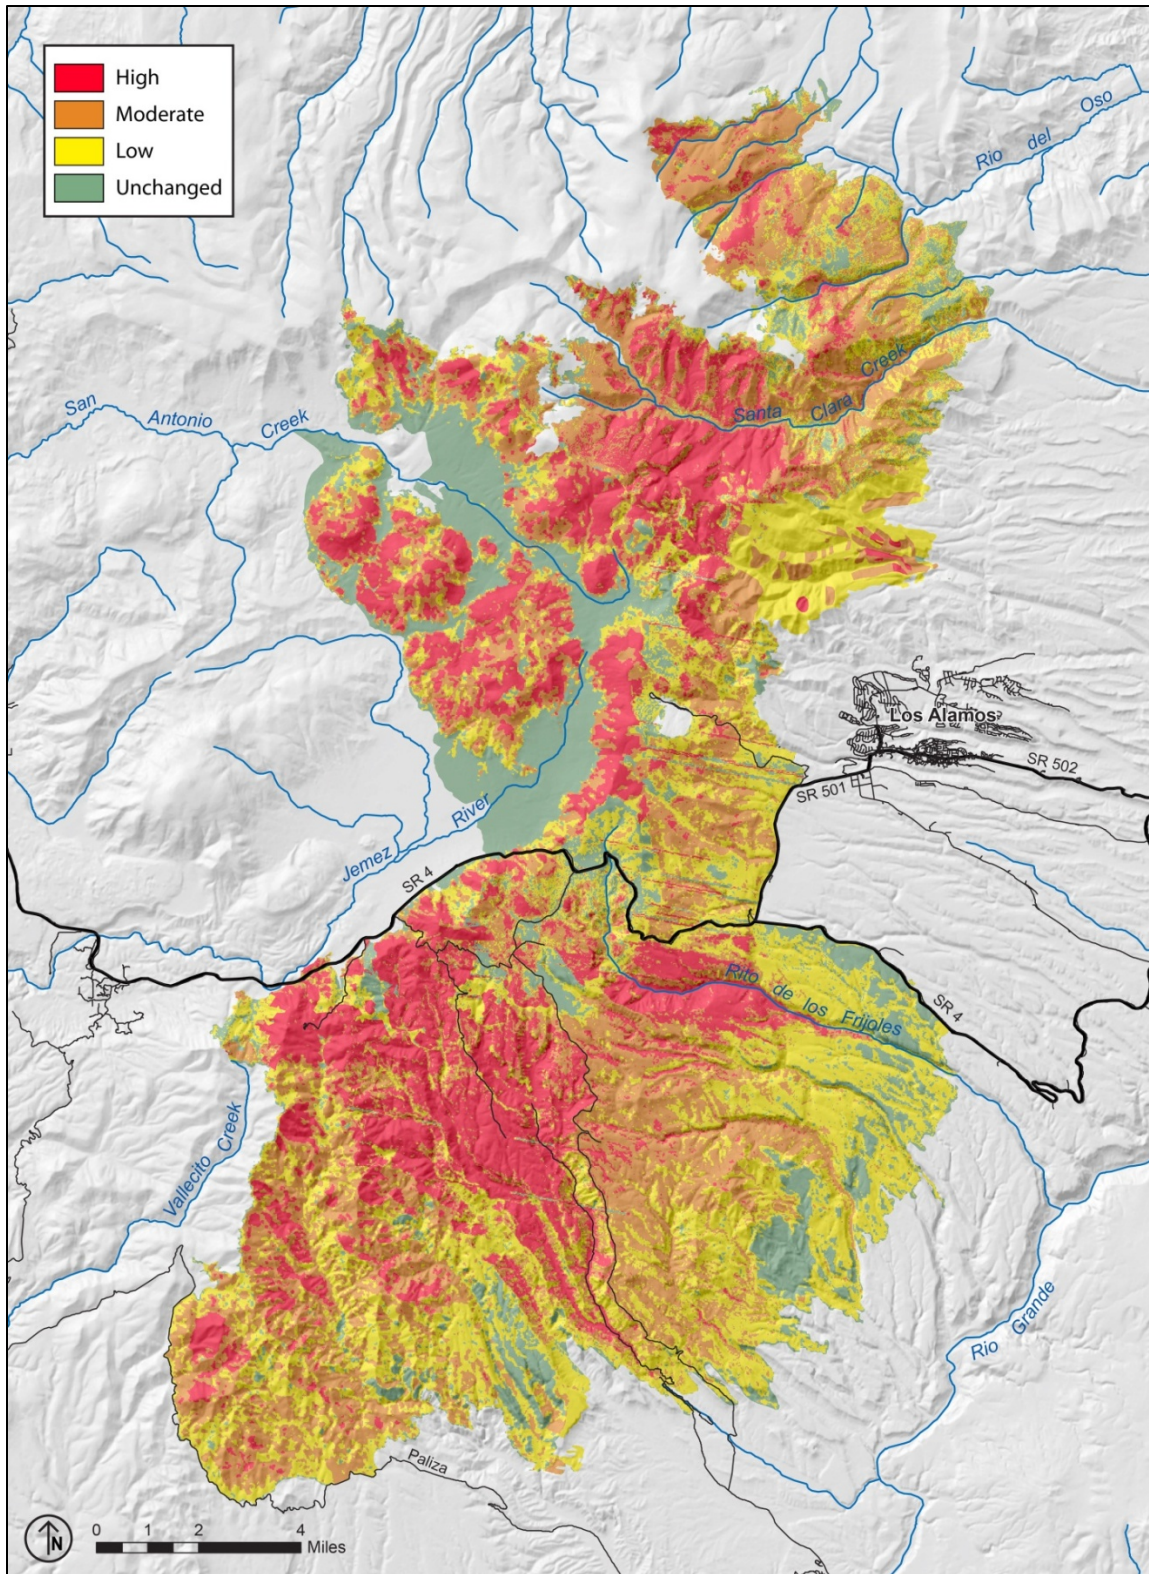 High
Moderate
Low
Unchanged
Rio del Oso
Santa Clara Creek
San Antonio Creek
Los Alamos
SR 502
SR 501
Jemez River
SR 4
Rito de los Frijoles
SR 4
Vallecito Creek
Rio Grande
Paliza
N
0 1 2 4 Miles